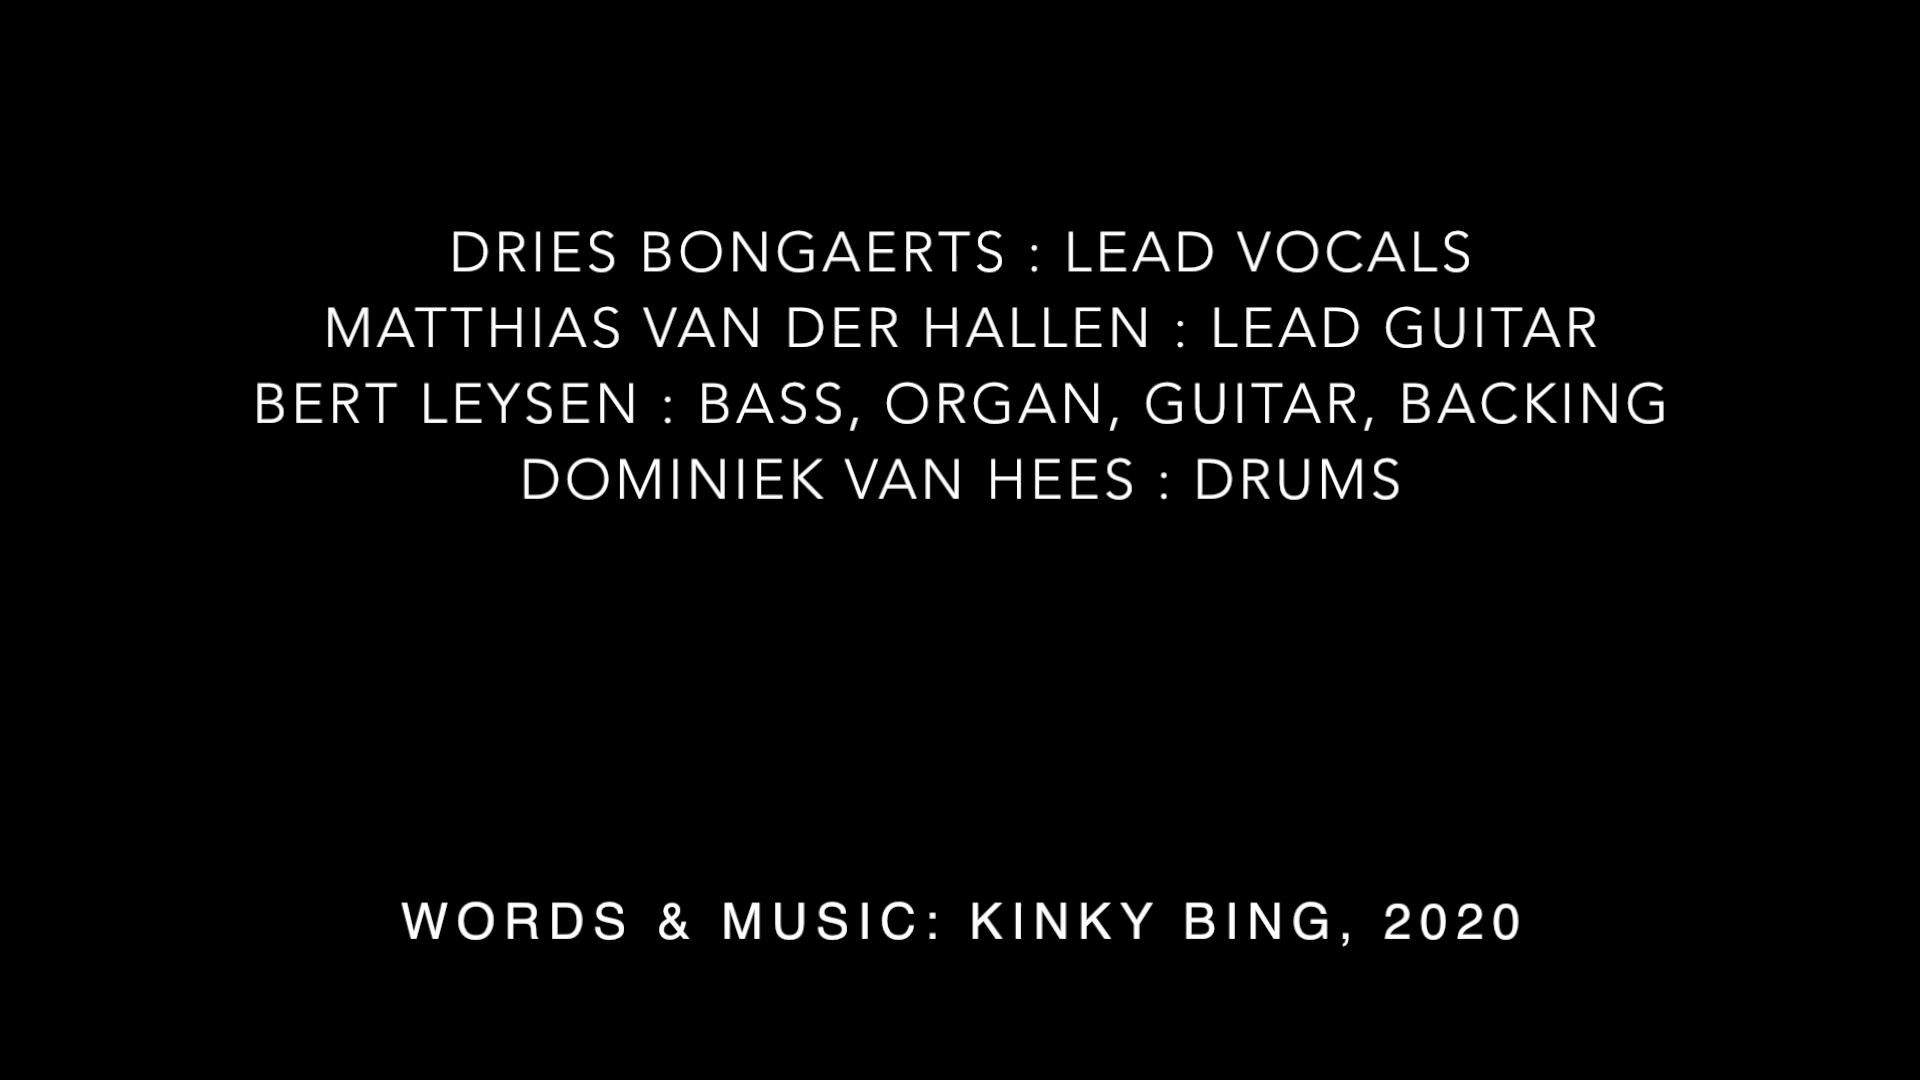 DRIES BONGAERTS : LEAD VOCALS
MATTHIAS VAN DER HALLEN : LEAD GUITAR
BERT LEYSEN : BASS, ORGAN, GUITAR, BACKING
DOMINIEK VAN HEES : DRUMS
WORDS & MUSIC: KINKY BING, 2020